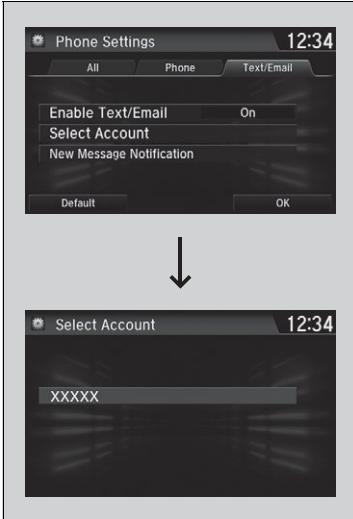 Phone Settings 12:34
All Phone Text/Email
Enable Text/Email On
Select Account
New Message Notification
Default OK
Select Account 12:34
XXXXX